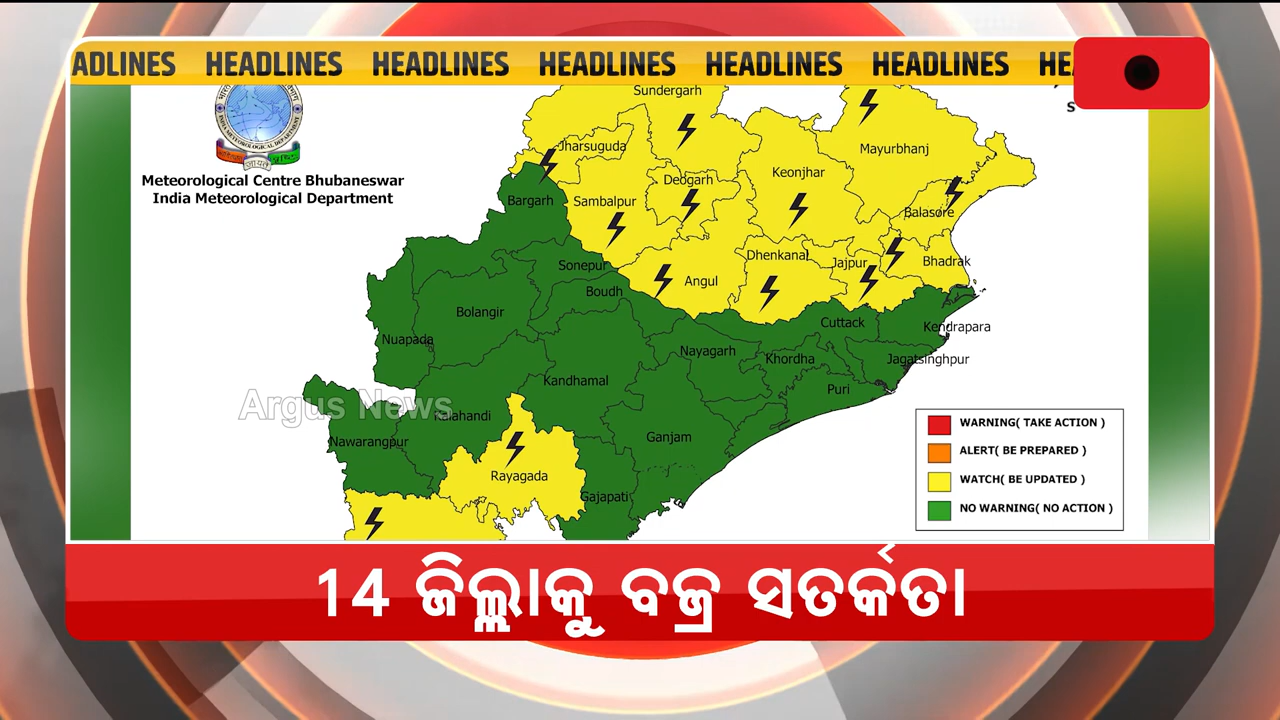 HEADLINES HEADLINES HEADLINES HEADLINES HEADLINES
Meteorological Centre Bhubaneswar
India Meteorological Department
Sundergarh
Jharsuguda
Mayurbhanj
Keonjhar
Deogarh
Bargarh
Sambalpur
Balasore
Dhenkanal
Jajpur
Bhadrak
Sonepur
Angul
Boudh
Bolangir
Cuttack
Kendrapara
Nuapada
Nayagarh
Khordha
Jagatsinghpur
Kandhamal
Puri
Argus News
Kalahandi
Nawarangpur
Ganjam
Rayagada
Gajapati
WARNING( TAKE ACTION )
ALERT( BE PREPARED )
WATCH( BE UPDATED )
NO WARNING( NO ACTION )
14 ଜିଲ୍ଲାକୁ ବଜ୍ର ସତର୍କତା